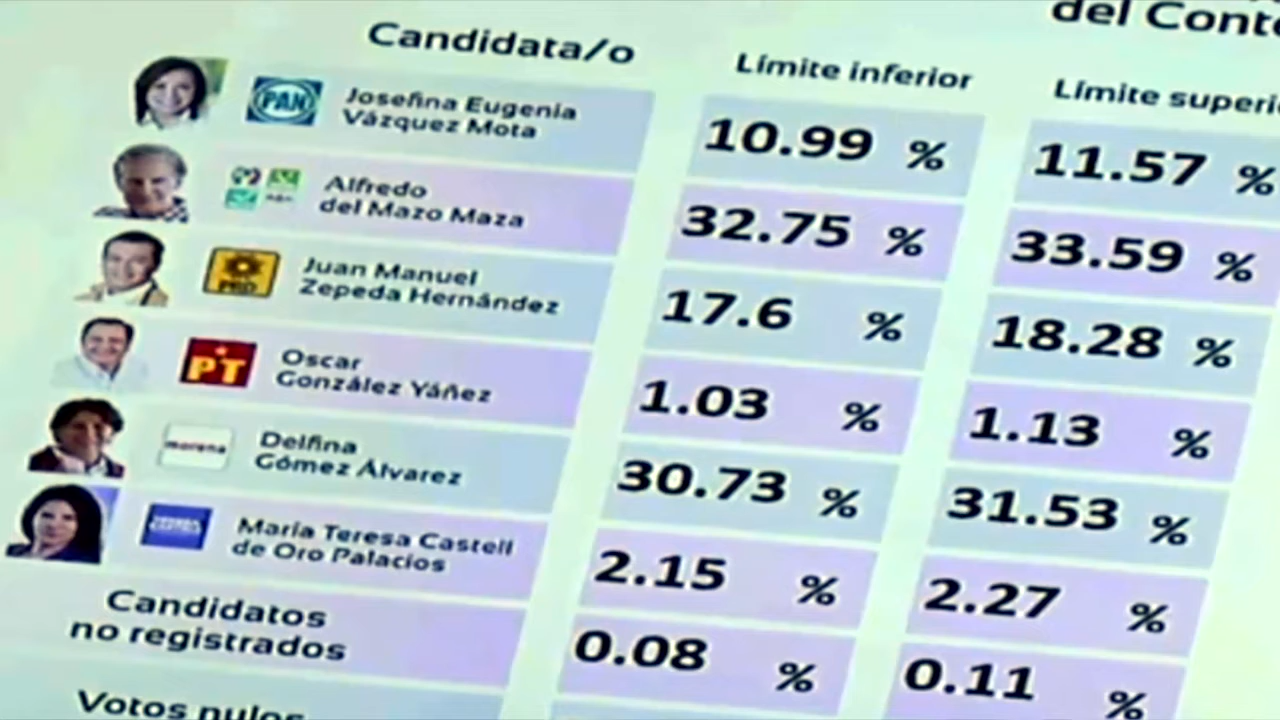 del Cont
Candidata/o
Límite inferior
Límite superi
PAN
Josefina Eugenia
Vázquez Mota
10.99 %
11.57 %
Alfredo
del Mazo Maza
32.75 %
33.59 %
PRD
Juan Manuel
Zepeda Hernández
17.6 %
18.28 %
PT
Oscar
González Yáñez
1.03 %
1.13 %
morena
Delfina
Gómez Álvarez
30.73 %
31.53 %
María Teresa Castell
de Oro Palacios
2.15 %
2.27 %
Candidatos
no registrados
0.08 %
0.11 %
Votos nulos